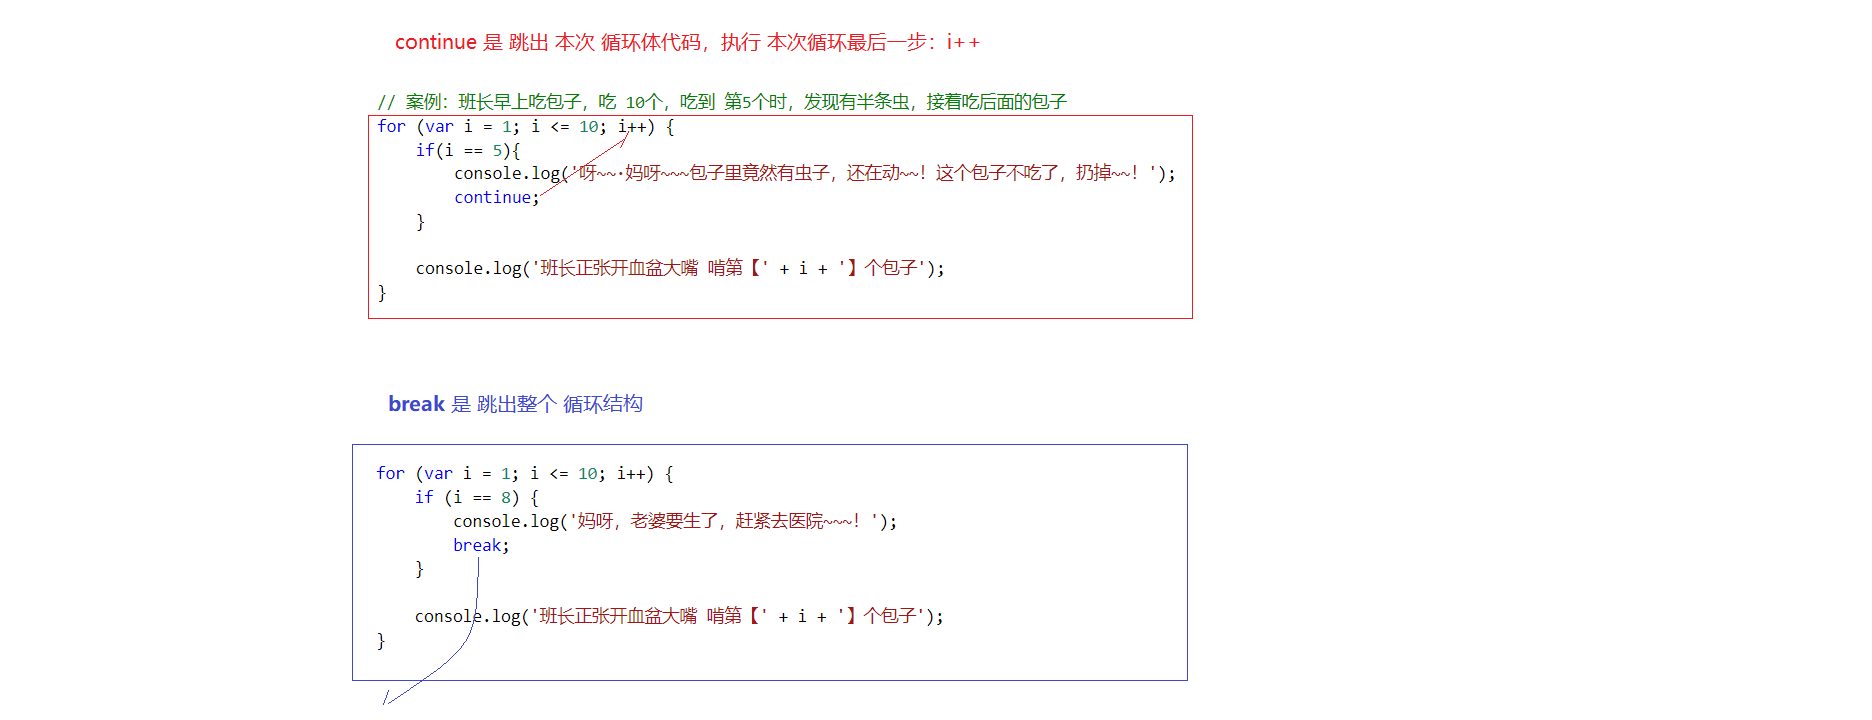 continue 是 跳出 本次 循环体代码，执行 本次循环最后一步：i++
// 案例：班长早上吃包子，吃 10个，吃到 第5个时，发现有半条虫，接着吃后面的包子
for (var i = 1; i <= 10; i++) {
    if(i == 5){
        console.log('呀~~·妈呀~~~包子里竟然有虫子，还在动~~！这个包子不吃了，扔掉~~！');
        continue;
    }
    console.log('班长正张开血盆大嘴 啃第【' + i + '】个包子');
}
break 是 跳出整个 循环结构
for (var i = 1; i <= 10; i++) {
    if (i == 8) {
        console.log('妈呀，老婆要生了，赶紧去医院~~~！');
        break;
    }
    console.log('班长正张开血盆大嘴 啃第【' + i + '】个包子');
}